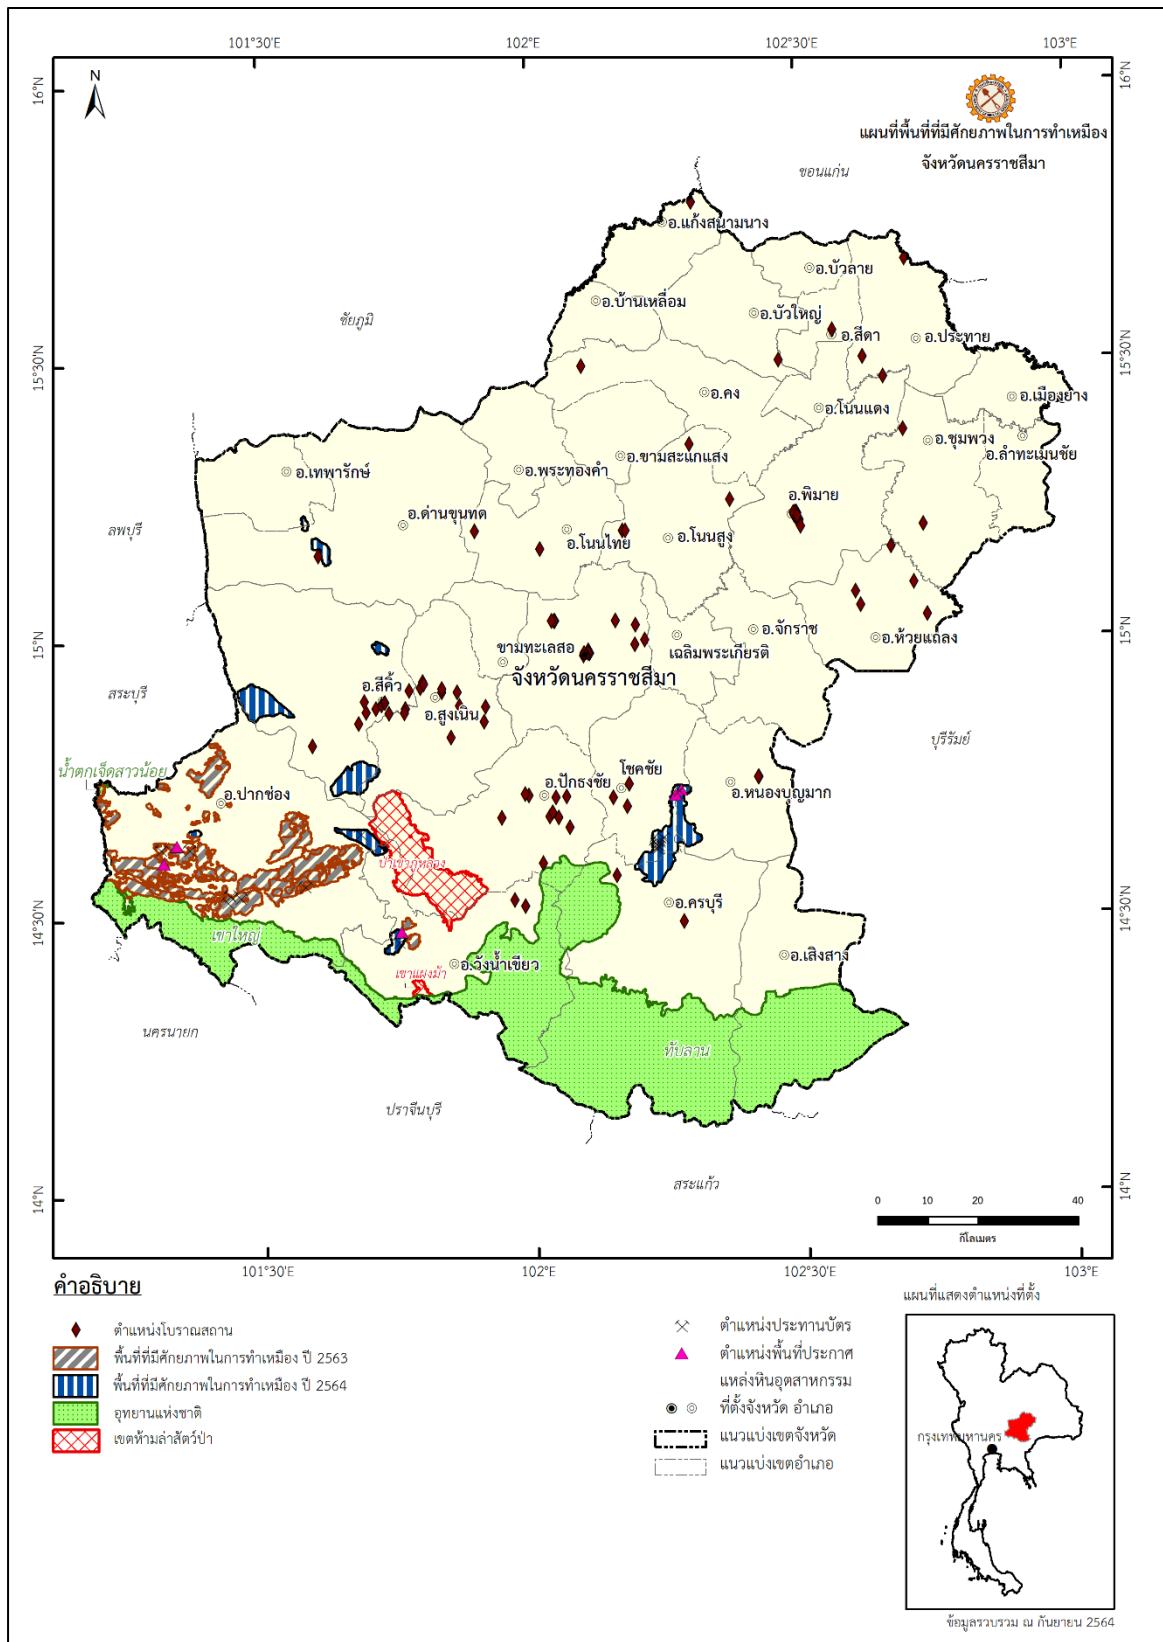 101°30'E
102°E
102°30'E
103°E
16°N
16°N
N
แผนที่พื้นที่ที่มีศักยภาพในการทำเหมือง
จังหวัดนครราชสีมา
ขอนแก่น
อ.แก้งสนามนาง
อ.บัวลาย
อ.บ้านเหลื่อม
อ.บัวใหญ่
ชัยภูมิ
อ.สีดา
อ.ประทาย
15°30'N
15°30'N
อ.คง
อ.เมืองยาง
อ.โนนแดง
อ.ชุมพวง
อ.ลำทะเมนชัย
อ.ขามสะแกแสง
อ.เทพารักษ์
อ.พระทองคำ
อ.พิมาย
อ.ด่านขุนทด
ลพบุรี
อ.โนนไทย
อ.โนนสูง
อ.จักราช
อ.ห้วยแถลง
15°N
15°N
ขามทะเลสอ
เฉลิมพระเกียรติ
จังหวัดนครราชสีมา
อ.สีคิ้ว
สระบุรี
อ.สูงเนิน
บุรีรัมย์
น้ำตกเจ็ดสาวน้อย
โชคชัย
อ.ปักธงชัย
อ.หนองบุญมาก
อ.ปากช่อง
ป่าเขาภูหลวง
อ.ครบุรี
14°30'N
14°30'N
เขาใหญ่
อ.เสิงสาง
อ.วังน้ำเขียว
เขาแผงม้า
นครนายก
ทับลาน
ปราจีนบุรี
สระแก้ว
14°N
14°N
0 10 20 40
กิโลเมตร
101°30'E
102°E
102°30'E
103°E
คำอธิบาย
ตำแหน่งโบราณสถาน
พื้นที่ที่มีศักยภาพในการทำเหมือง ปี 2563
พื้นที่ที่มีศักยภาพในการทำเหมือง ปี 2564
อุทยานแห่งชาติ
เขตห้ามล่าสัตว์ป่า
ตำแหน่งประทานบัตร
ตำแหน่งพื้นที่ประกาศ
แหล่งหินอุตสาหกรรม
ที่ตั้งจังหวัด อำเภอ
แนวแบ่งเขตจังหวัด
แนวแบ่งเขตอำเภอ
แผนที่แสดงตำแหน่งที่ตั้ง
กรุงเทพมหานคร
ข้อมูลรวบรวม ณ กันยายน 2564